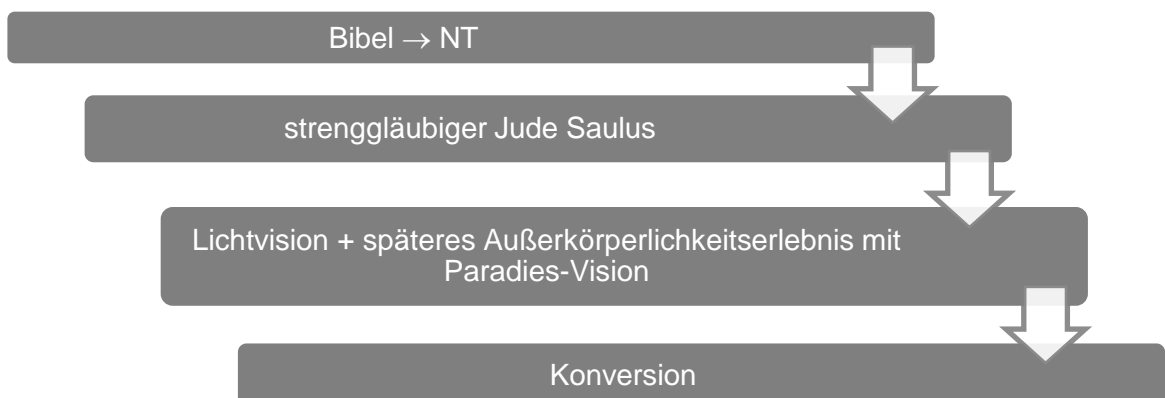 Bibel → NT
strenggläubiger Jude Saulus
Lichtvision + späteres Außerkörperlichkeitserlebnis mit
Paradies-Vision
Konversion